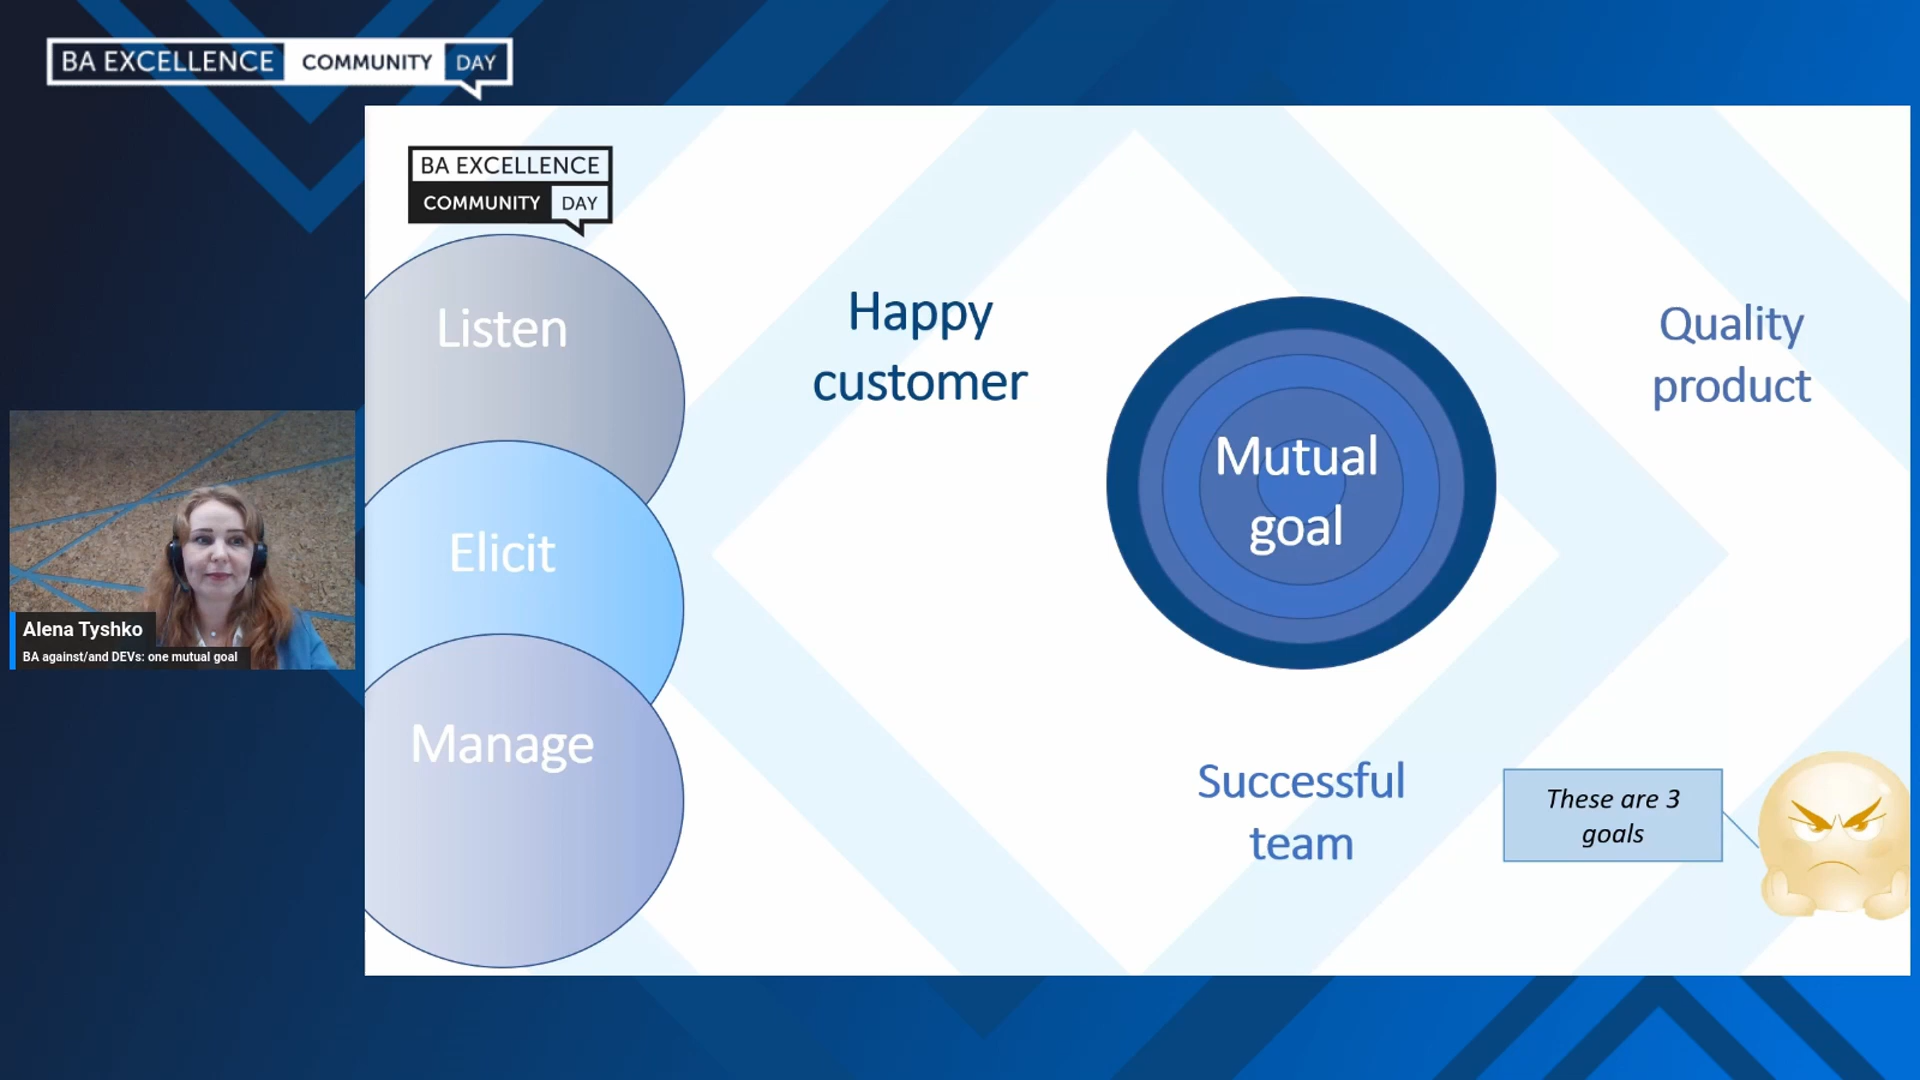 BA EXCELLENCE COMMUNITY DAY
BA EXCELLENCE
COMMUNITY DAY
Listen
Elicit
Manage
Happy
customer
Mutual
goal
Quality
product
Successful
team
These are 3
goals
Alena Tyshko
BA against/and DEVs: one mutual goal